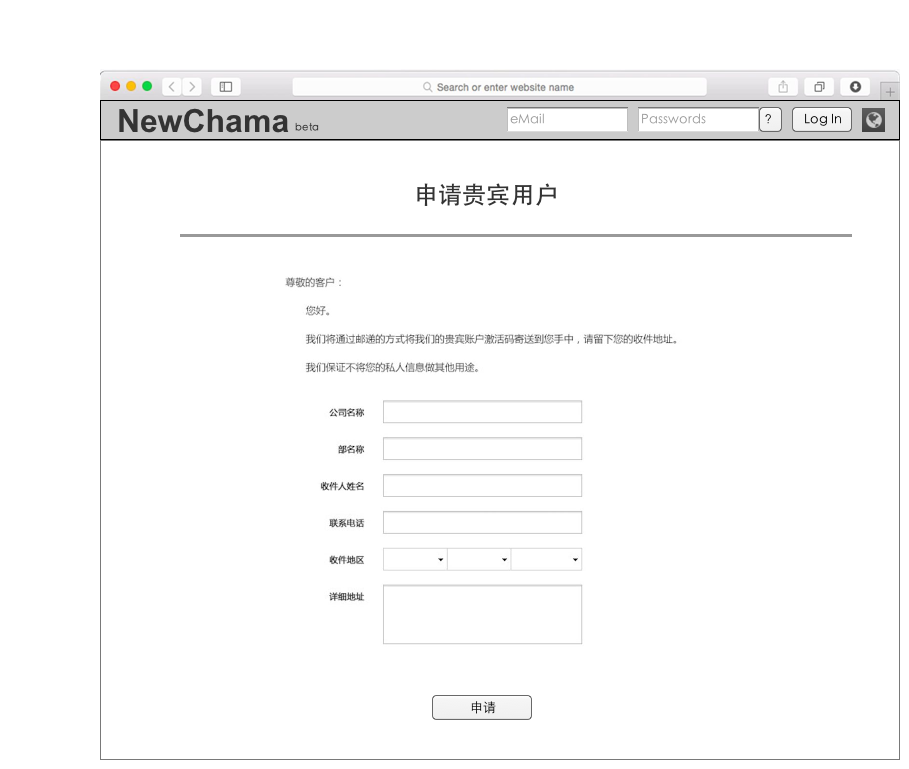 Search or enter website name
NewChama beta eMail Passwords ? Log In
申请贵宾用户
尊敬的客户：
您好。
我们将通过邮递的方式将我们的贵宾账户激活码寄送到您手中，请留下您的收件地址。
我们保证不将您的私人信息做其他用途。
公司名称
部名称
收件人姓名
联系电话
收件地区
详细地址
申请